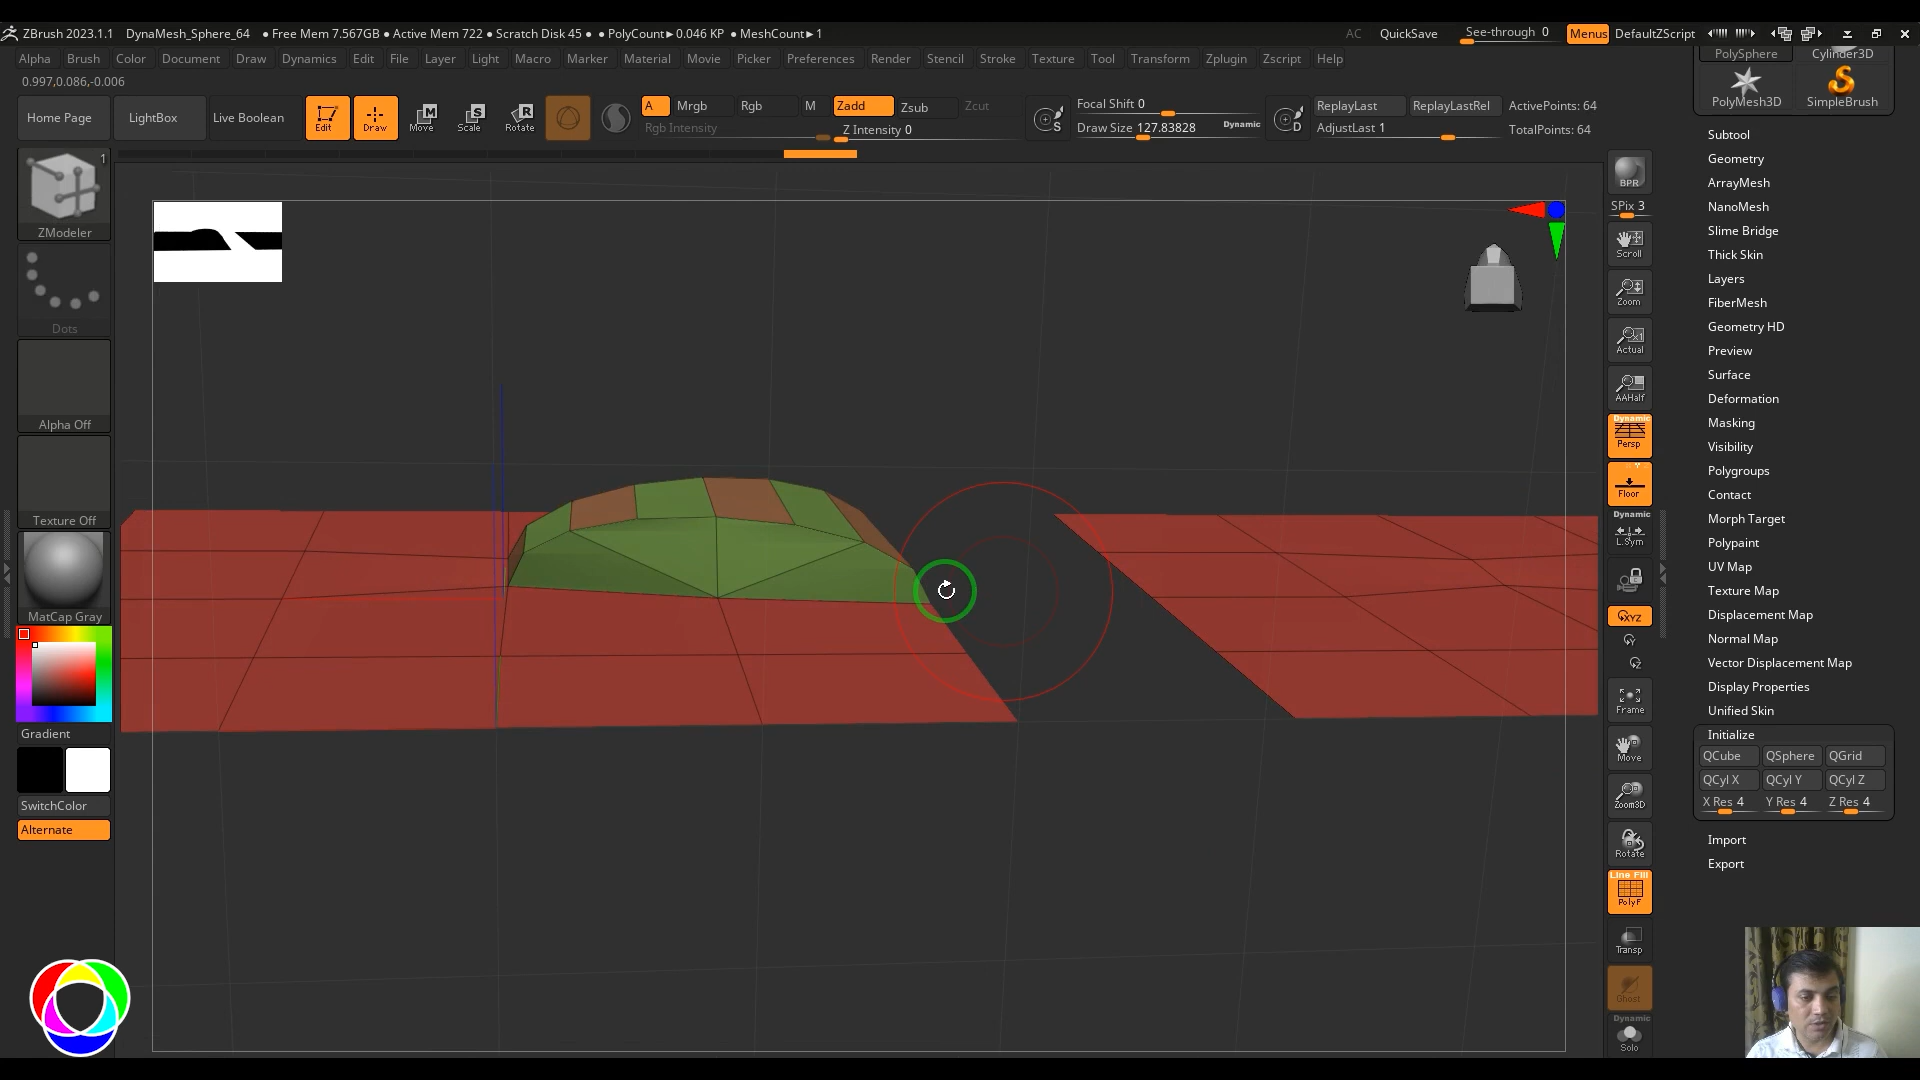 ZBrush 2023.1.1 DynaMesh_Sphere_64 ● Free Mem 7.567GB ● Active Mem 722 ● Scratch Disk 45 ● ● PolyCount►0.046 KP ● MeshCount►1 AC QuickSave See-through 0 Menus DefaultZScript
Alpha Brush Color Document Draw Dynamics Edit File Layer Light Macro Marker Material Movie Picker Preferences Render Stencil Stroke Texture Tool Transform Zplugin Zscript Help
0.997,0.086,-0.006
Home Page LightBox Live Boolean Edit Draw Move Scale Rotate
A Mrgb Rgb M Zadd Zsub Zcut
Rgb Intensity Z Intensity 0
S Focal Shift 0
Draw Size 127.83828 Dynamic
D ReplayLast ReplayLastRel ActivePoints: 64
AdjustLast 1 TotalPoints: 64
1
ZModeler
Dots
Alpha Off
Texture Off
MatCap Gray
Gradient
SwitchColor
Alternate
BPR
SPix 3
Scroll
Zoom
Actual
AAHalf
Dynamic
Persp
Floor
Dynamic
L.Sym
XYZ
Y
Z
Frame
Move
Zoom3D
Rotate
Line Fill
PolyF
Transp
Ghost
Dynamic
Solo
PolySphere Cylinder3D
PolyMesh3D SimpleBrush
Subtool
Geometry
ArrayMesh
NanoMesh
Slime Bridge
Thick Skin
Layers
FiberMesh
Geometry HD
Preview
Surface
Deformation
Masking
Visibility
Polygroups
Contact
Morph Target
Polypaint
UV Map
Texture Map
Displacement Map
Normal Map
Vector Displacement Map
Display Properties
Unified Skin
Initialize
QCube QSphere QGrid
QCyl X QCyl Y QCyl Z
X Res 4 Y Res 4 Z Res 4
Import
Export